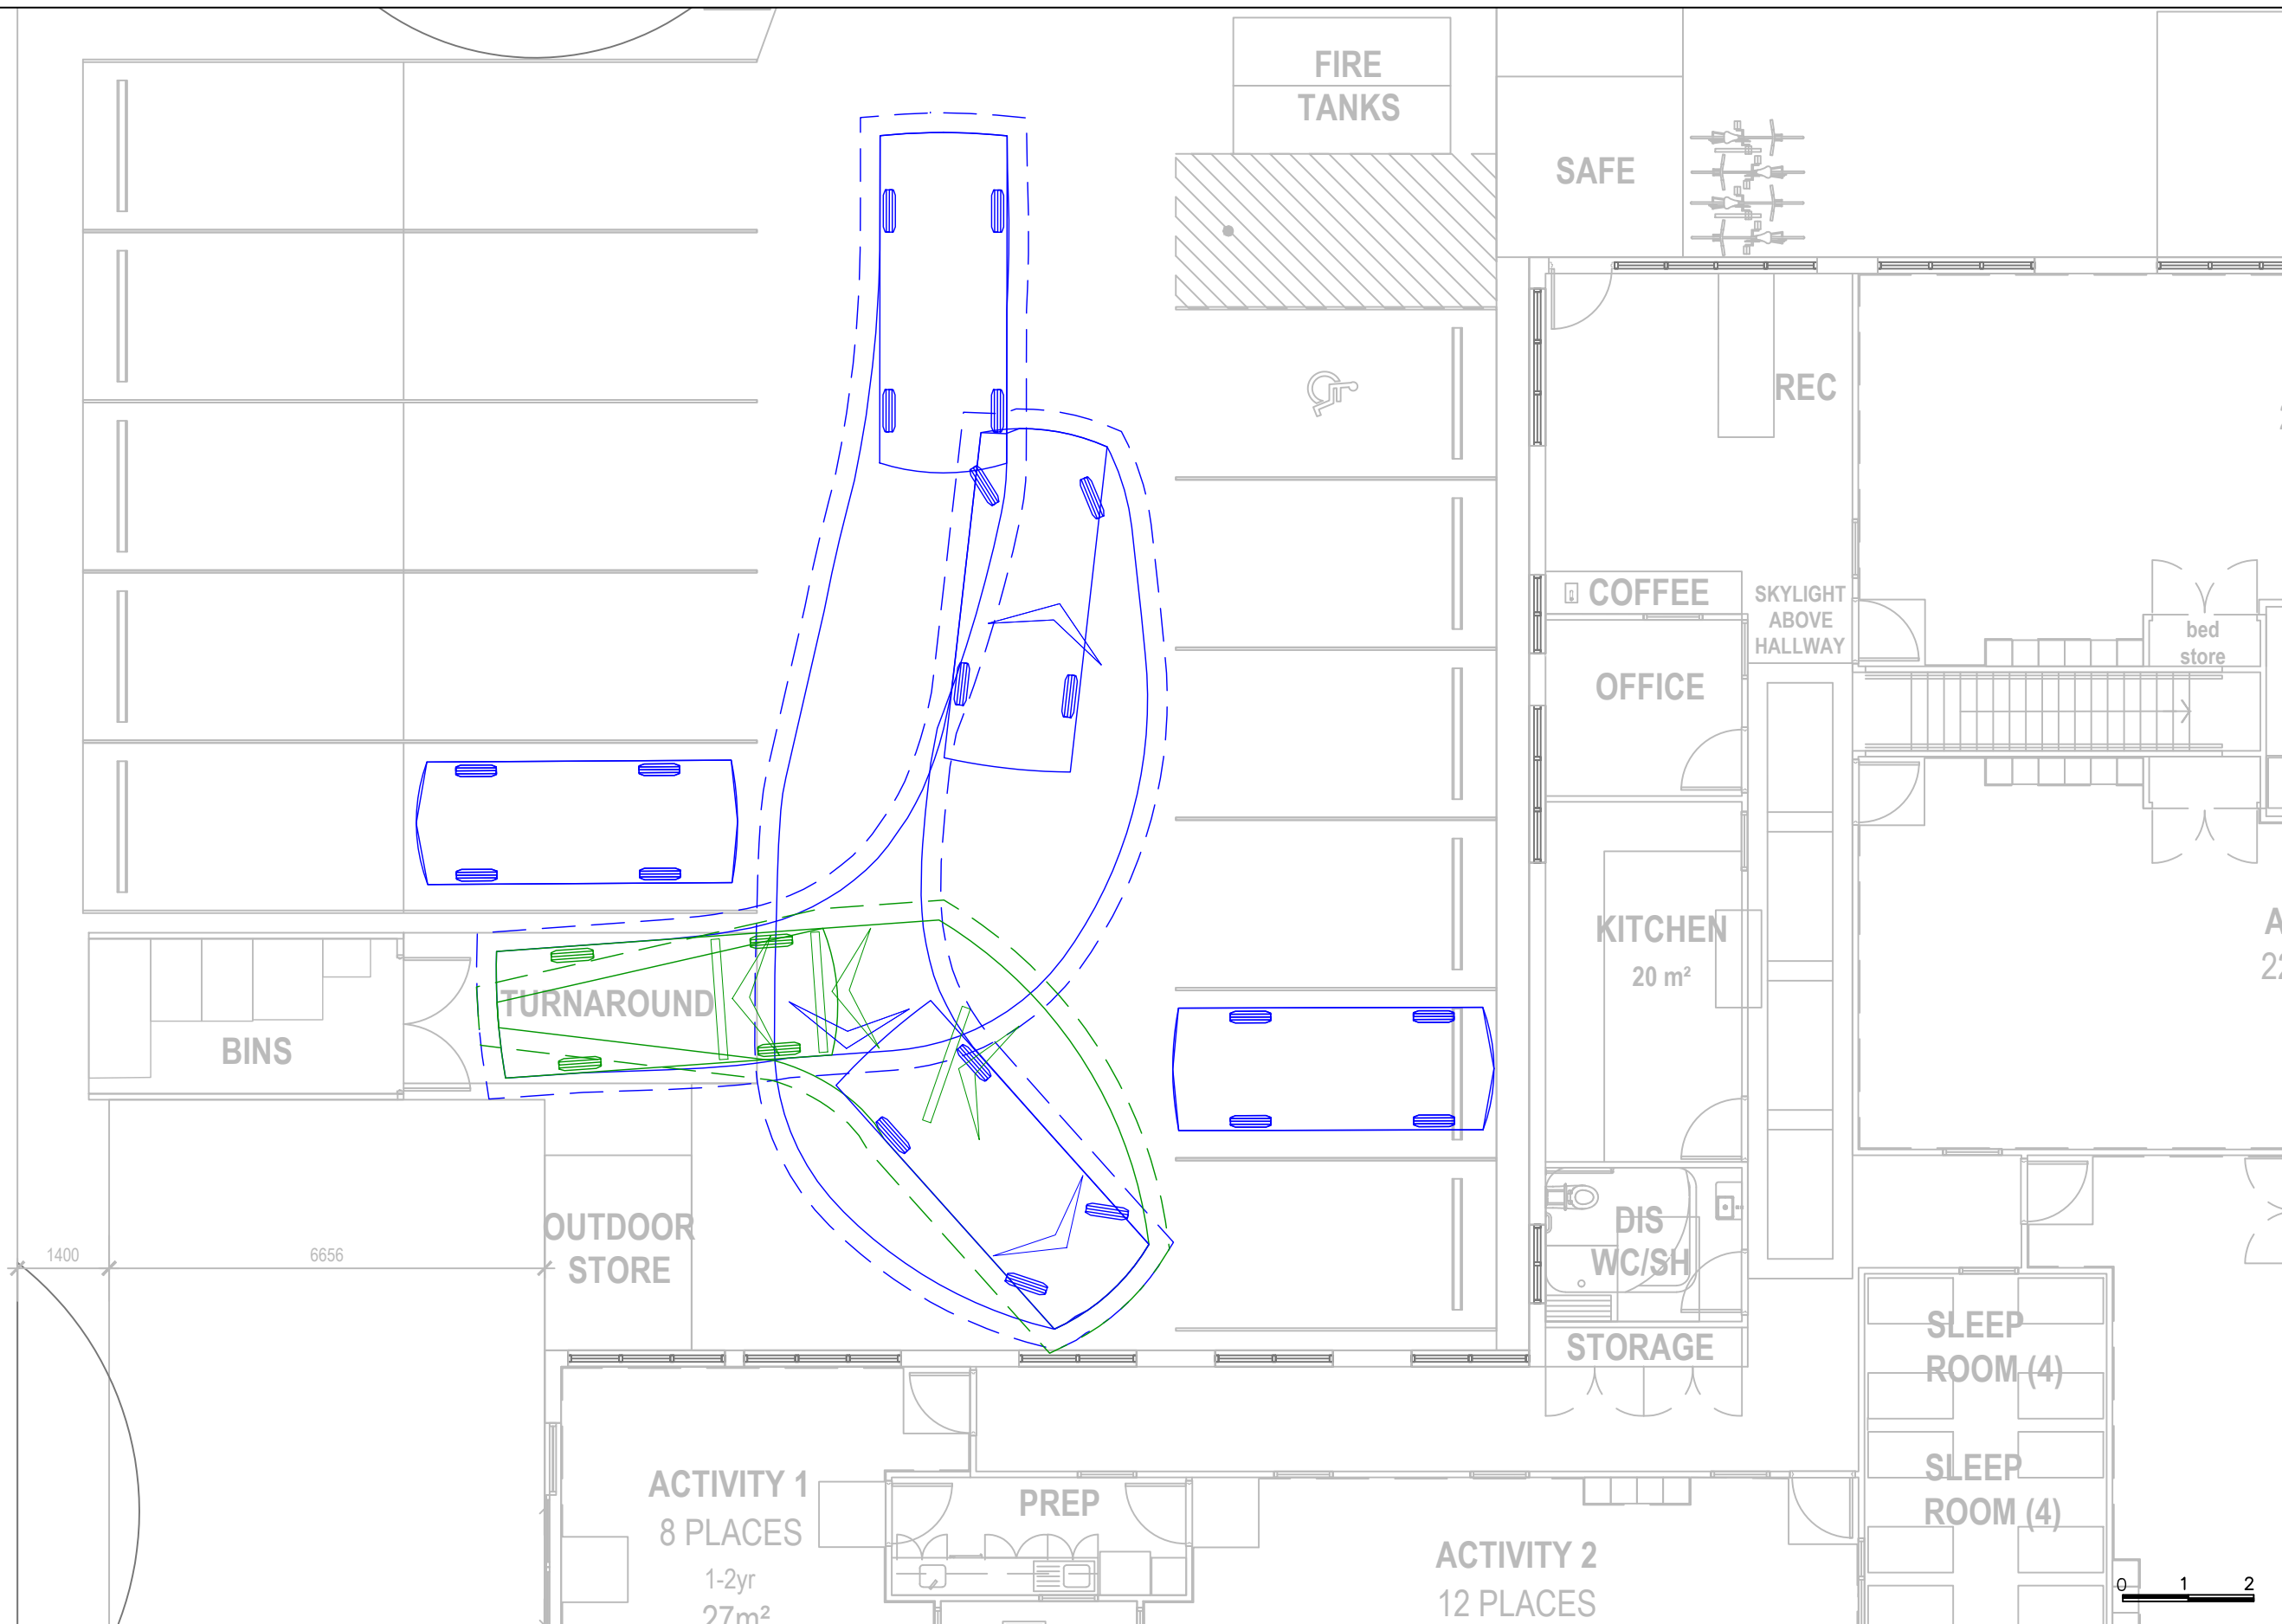 FIRE
TANKS
SAFE
REC
COFFEE
SKYLIGHT
ABOVE
HALLWAY
bed
store
OFFICE
KITCHEN
20 m²
TURNAROUND
BINS
OUTDOOR
STORE
1400
6656
DIS
WC/SH
STORAGE
SLEEP
ROOM (4)
SLEEP
ROOM (4)
ACTIVITY 1
8 PLACES
1-2yr
27m²
PREP
ACTIVITY 2
12 PLACES
0 1 2